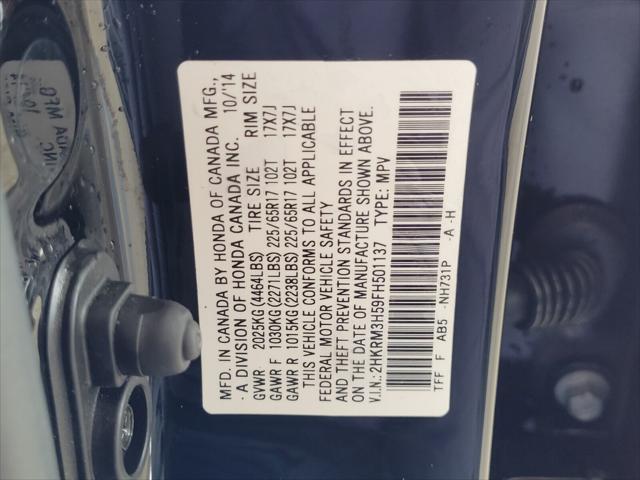 MFD. IN CANADA BY HONDA OF CANADA MFG.,
- A DIVISION OF HONDA CANADA INC. 10/14
GVWR 2025KG (4464LBS) TIRE SIZE RIM SIZE
GAWR F 1030KG (2271LBS) 225/65R17 102T 17X7J
GAWR R 1015KG (2238LBS) 225/65R17 102T 17X7J
THIS VEHICLE CONFORMS TO ALL APPLICABLE
FEDERAL MOTOR VEHICLE SAFETY
AND THEFT PREVENTION STANDARDS IN EFFECT
ON THE DATE OF MANUFACTURE SHOWN ABOVE.
V.I.N.: 2HKRM3H59FH501137 TYPE: MPV
TFF F AB5 -NH731P -A -H